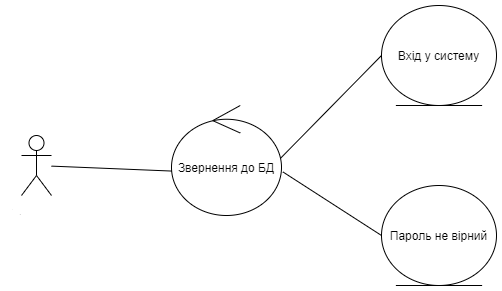 Вхід у систему
Звернення до БД
Пароль не вірний